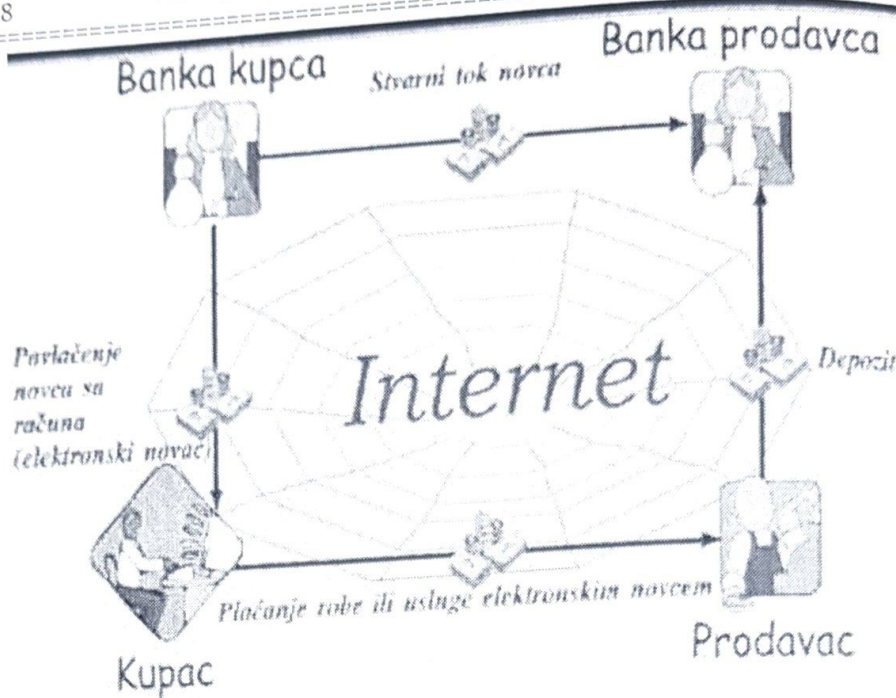 8
Banka kupca
Stvarni tok novca
Banka prodavca
Povlačenje
novca sa
računa
(elektronski novac)
Internet
Depozit
Plaćanje robe ili usluge elektronskim novcem
Kupac
Prodavac